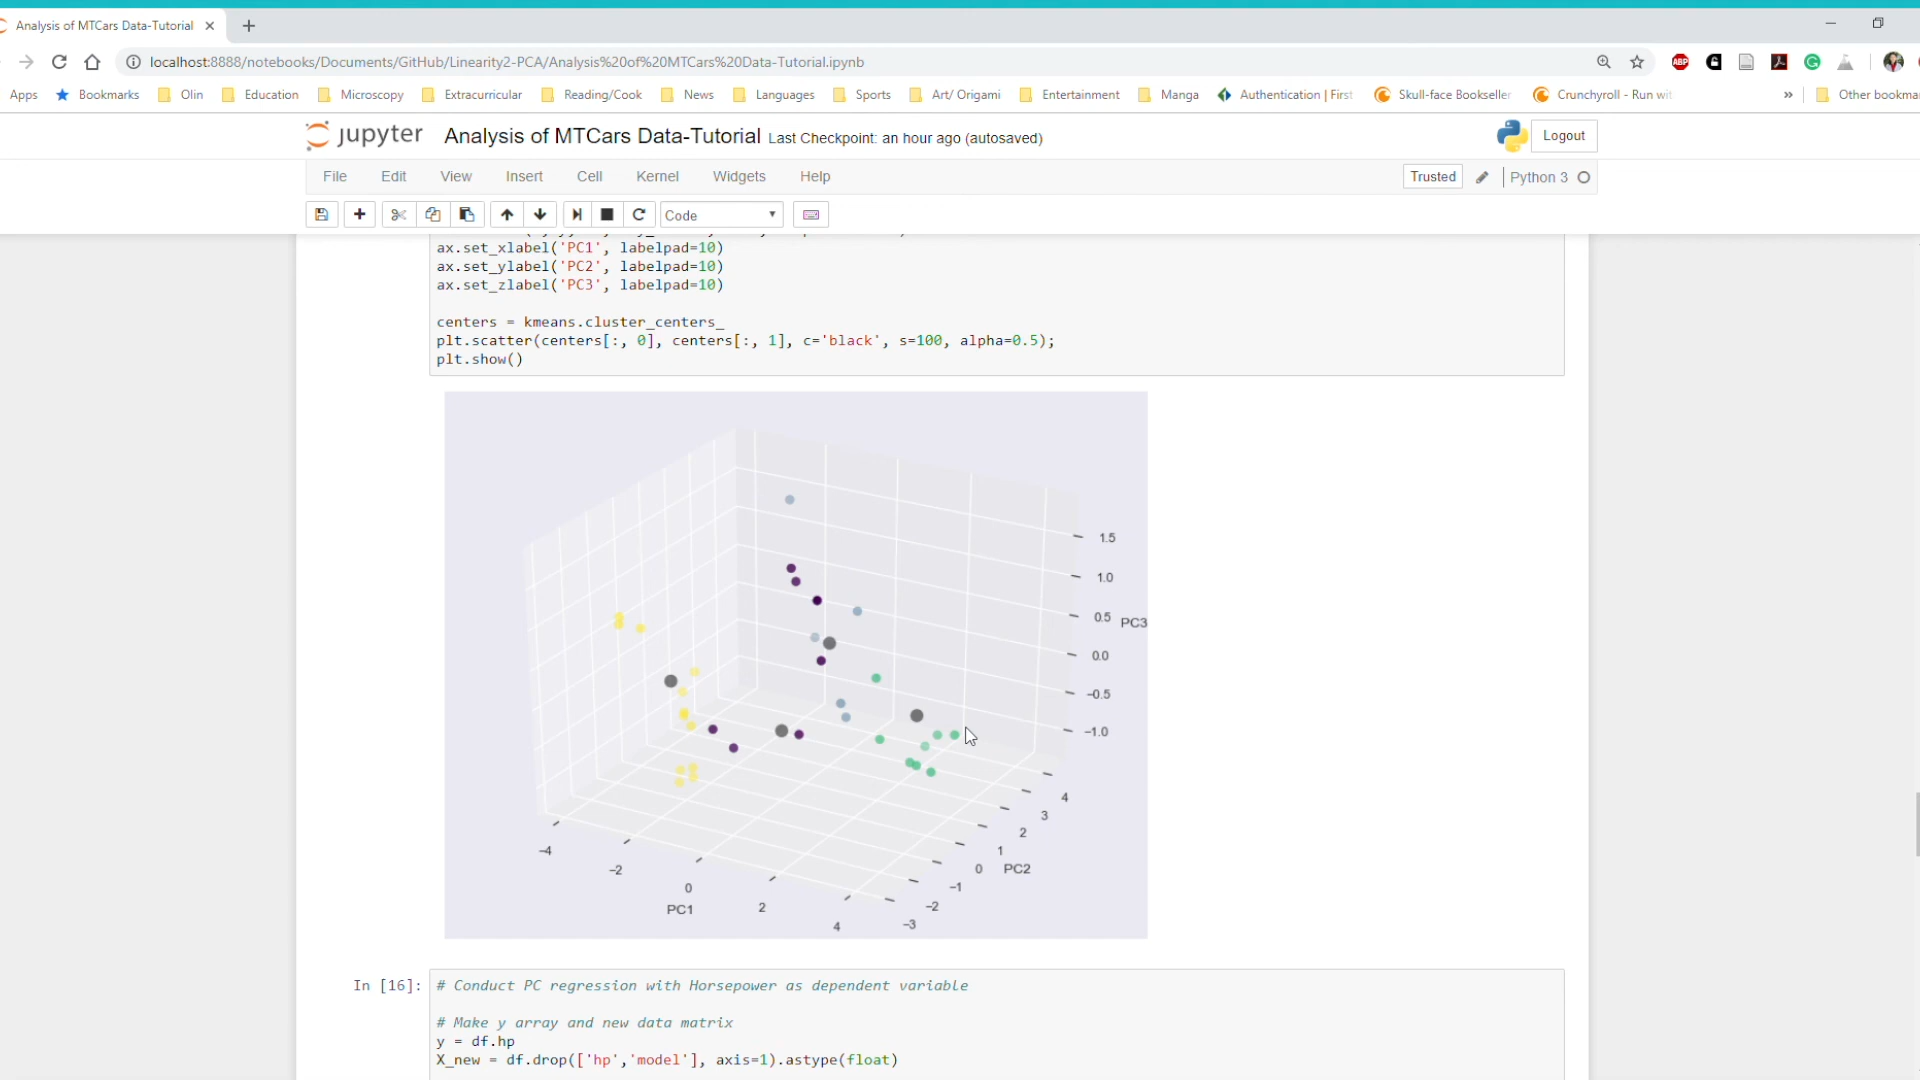 Analysis of MTCars Data-Tutorial
localhost:8888/notebooks/Documents/GitHub/Linearity2-PCA/Analysis%20of%20MTCars%20Data-Tutorial.ipynb
ABP
Apps Bookmarks Olin Education Microscopy Extracurricular Reading/Cook News Languages Sports Art/ Origami Entertainment Manga Authentication | First Skull-face Bookseller Crunchyroll - Run wit » Other bookma
jupyter Analysis of MTCars Data-Tutorial Last Checkpoint: an hour ago (autosaved) Logout
File Edit View Insert Cell Kernel Widgets Help Trusted Python 3
Code
ax.set_xlabel('PC1', labelpad=10)
ax.set_ylabel('PC2', labelpad=10)
ax.set_zlabel('PC3', labelpad=10)
centers = kmeans.cluster_centers_
plt.scatter(centers[:, 0], centers[:, 1], c='black', s=100, alpha=0.5);
plt.show()
1.5
1.0
0.5 PC3
0.0
-0.5
-1.0
4
3
2
1
0 PC2
-1
-2
-3
-4
-2
0
2
4
PC1
In [16]: # Conduct PC regression with Horsepower as dependent variable
# Make y array and new data matrix
y = df.hp
X_new = df.drop(['hp','model'], axis=1).astype(float)